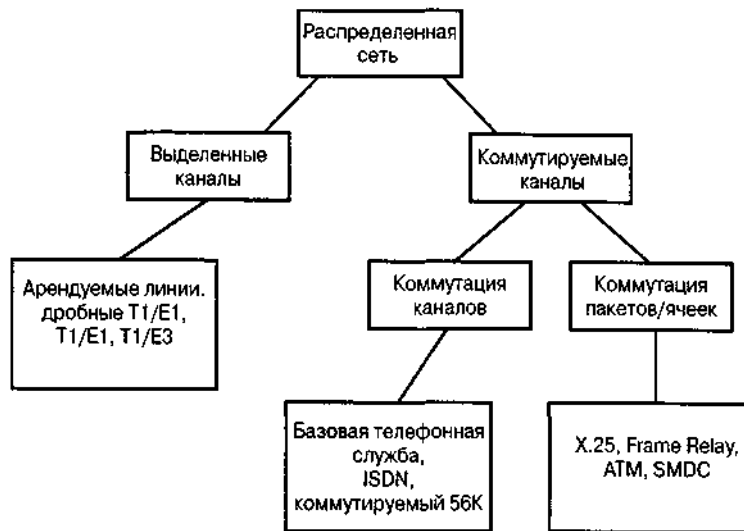 Распределенная
сеть
Выделенные
каналы
Коммутируемые
каналы
Арендуемые линии.
дробные T1/E1,
T1/E1, T1/E3
Коммутация
каналов
Коммутация
пакетов/ячеек
Базовая телефонная
служба,
ISDN,
коммутируемый 56K
X.25, Frame Relay,
ATM, SMDC